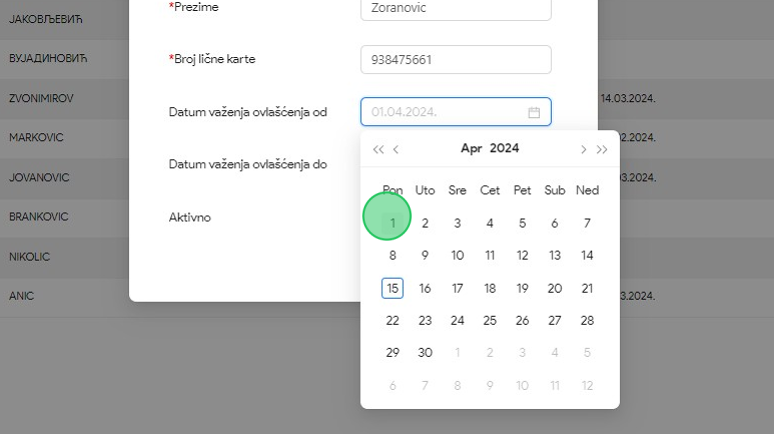 *Prezime
Zoranovic
ЈАКОВЉЕВИЋ
*Broj lične karte
938475661
ВУЈАДИНОВИЋ
ZVONIMIROV
Datum važenja ovlašćenja od
01.04.2024.
14.03.2024.
MARKOVIC
2.2024.
Apr 2024
Datum važenja ovlašćenja do
JOVANOVIC
3.2024.
Pon Uto Sre Cet Pet Sub Ned
BRANKOVIC
Aktivno
1 2 3 4 5 6 7
NIKOLIC
8 9 10 11 12 13 14
ANIC
15 16 17 18 19 20 21
3.2024.
22 23 24 25 26 27 28
29 30 1 2 3 4 5
6 7 8 9 10 11 12